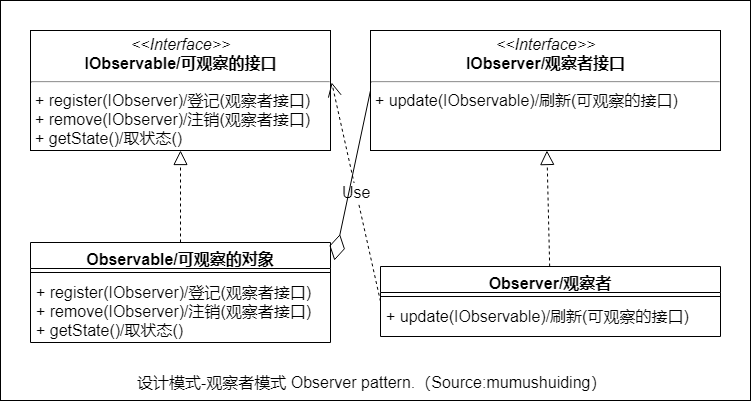 <<Interface>>
IObservable/可观察的接口
+ register(IObserver)/登记(观察者接口)
+ remove(IObserver)/注销(观察者接口)
+ getState()/取状态()
<<Interface>>
IObserver/观察者接口
+ update(IObservable)/刷新(可观察的接口)
Use
Observable/可观察的对象
+ register(IObserver)/登记(观察者接口)
+ remove(IObserver)/注销(观察者接口)
+ getState()/取状态()
Observer/观察者
+ update(IObservable)/刷新(可观察的接口)
设计模式-观察者模式 Observer pattern.（Source:mumushuiding）